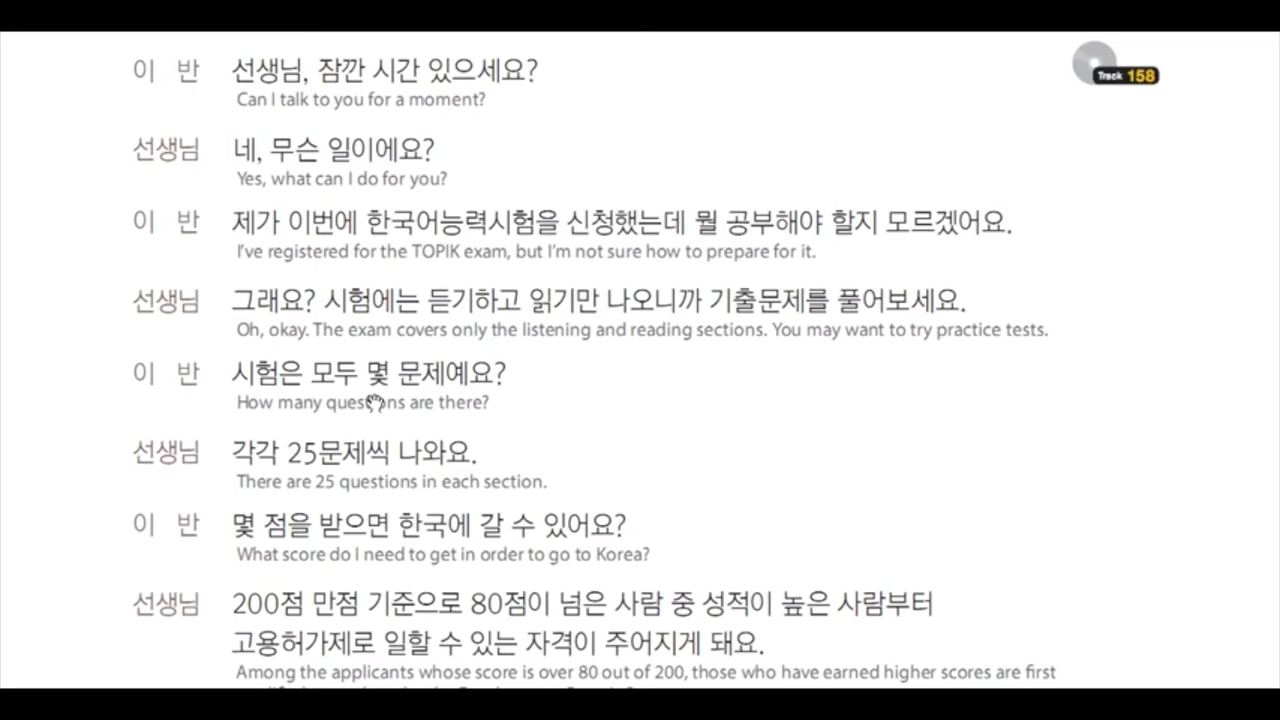 이 반 선생님, 잠깐 시간 있으세요?
Track 158
Can I talk to you for a moment?
선생님 네, 무슨 일이에요?
Yes, what can I do for you?
이 반 제가 이번에 한국어능력시험을 신청했는데 뭘 공부해야 할지 모르겠어요.
I've registered for the TOPIK exam, but I'm not sure how to prepare for it.
선생님 그래요? 시험에는 듣기하고 읽기만 나오니까 기출문제를 풀어보세요.
Oh, okay. The exam covers only the listening and reading sections. You may want to try practice tests.
이 반 시험은 모두 몇 문제예요?
How many questions are there?
선생님 각각 25문제씩 나와요.
There are 25 questions in each section.
이 반 몇 점을 받으면 한국에 갈 수 있어요?
What score do I need to get in order to go to Korea?
선생님 200점 만점 기준으로 80점이 넘은 사람 중 성적이 높은 사람부터
고용허가제로 일할 수 있는 자격이 주어지게 돼요.
Among the applicants whose score is over 80 out of 200, those who have earned higher scores are first